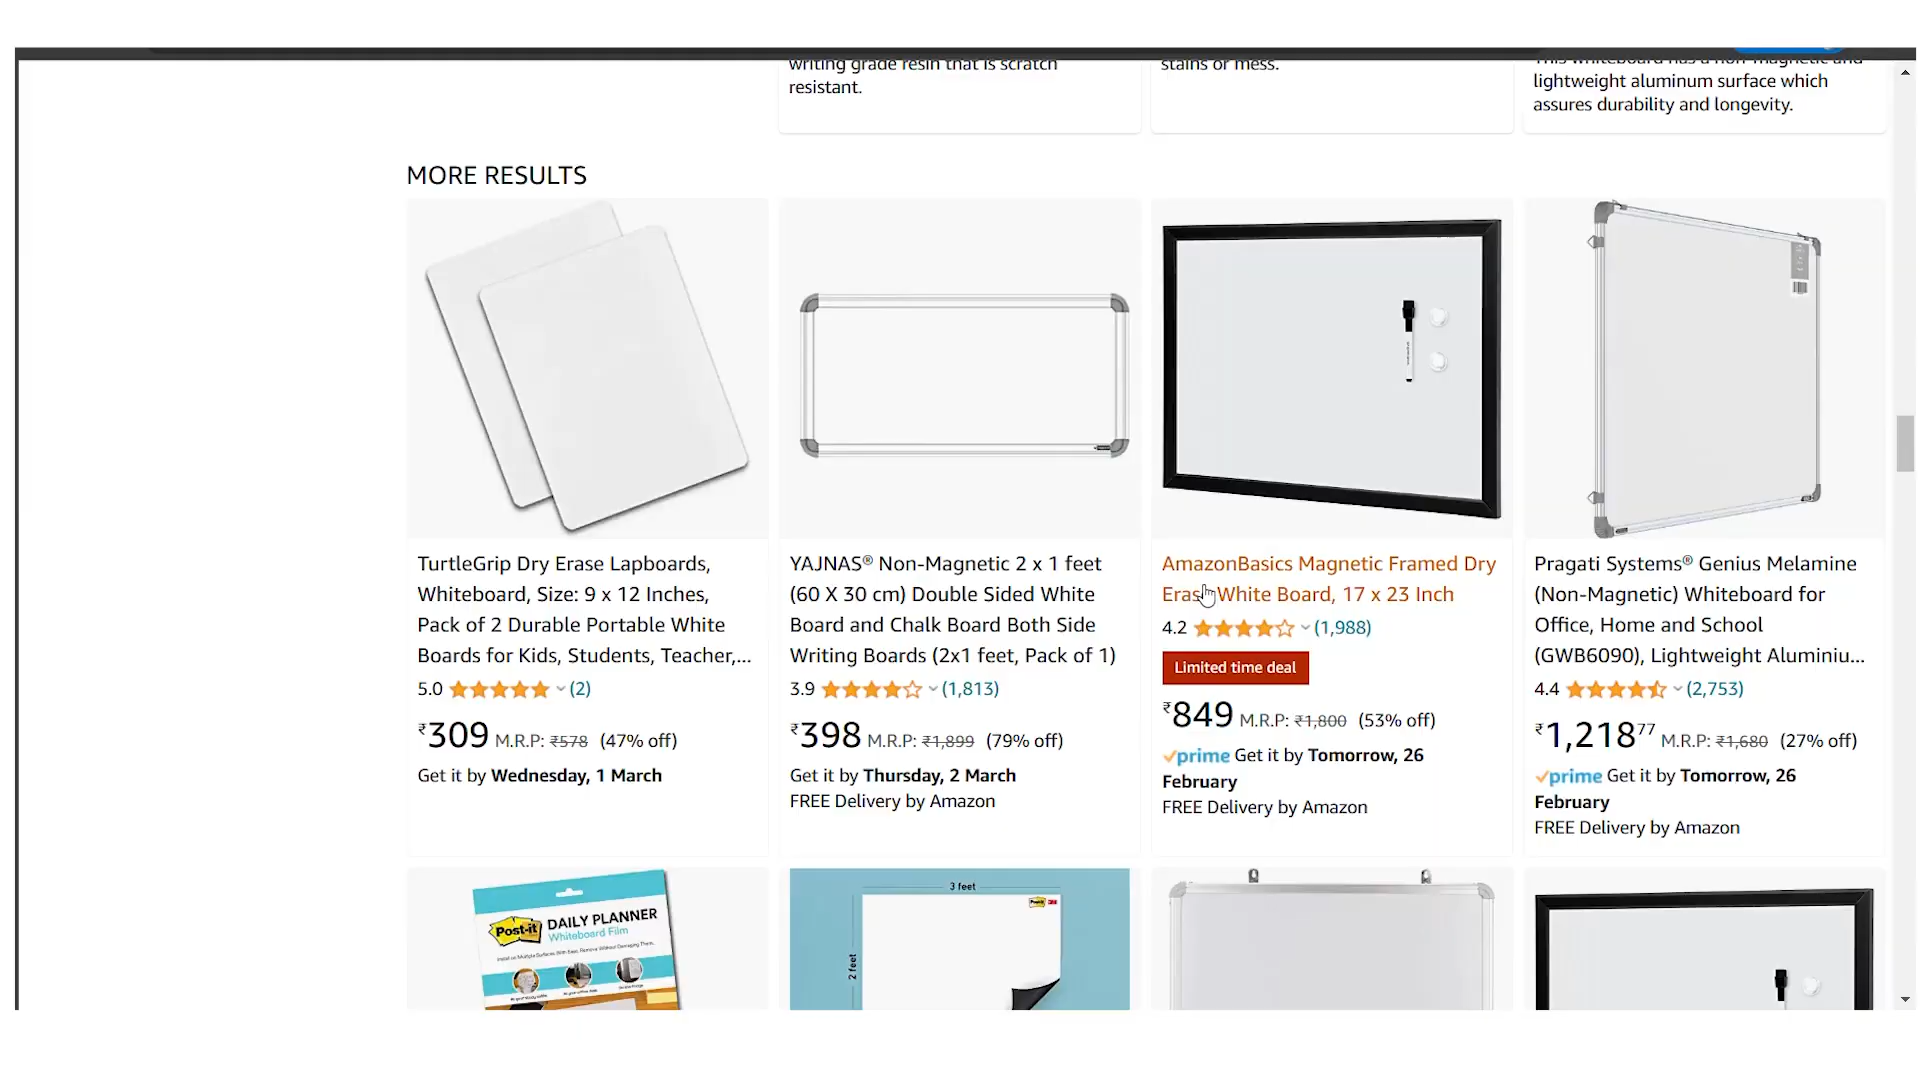 writing grade resin that is scratch
resistant.
stains or mess.
This whiteboard has a non-magnetic and
lightweight aluminum surface which
assures durability and longevity.
MORE RESULTS
TurtleGrip Dry Erase Lapboards,
Whiteboard, Size: 9 x 12 Inches,
Pack of 2 Durable Portable White
Boards for Kids, Students, Teacher,...
5.0 (2)
₹309 M.R.P: ₹578 (47% off)
Get it by Wednesday, 1 March
YAJNAS® Non-Magnetic 2 x 1 feet
(60 X 30 cm) Double Sided White
Board and Chalk Board Both Side
Writing Boards (2x1 feet, Pack of 1)
3.9 (1,813)
₹398 M.R.P: ₹1,899 (79% off)
Get it by Thursday, 2 March
FREE Delivery by Amazon
AmazonBasics Magnetic Framed Dry
Erase White Board, 17 x 23 Inch
4.2 (1,988)
Limited time deal
₹849 M.R.P: ₹1,800 (53% off)
prime Get it by Tomorrow, 26
February
FREE Delivery by Amazon
Pragati Systems® Genius Melamine
(Non-Magnetic) Whiteboard for
Office, Home and School
(GWB6090), Lightweight Aluminiu...
4.4 (2,753)
₹1,21877 M.R.P: ₹1,680 (27% off)
prime Get it by Tomorrow, 26
February
FREE Delivery by Amazon
Post-it DAILY PLANNER
Whiteboard Film
3 feet
Post-it 3M
2 feet